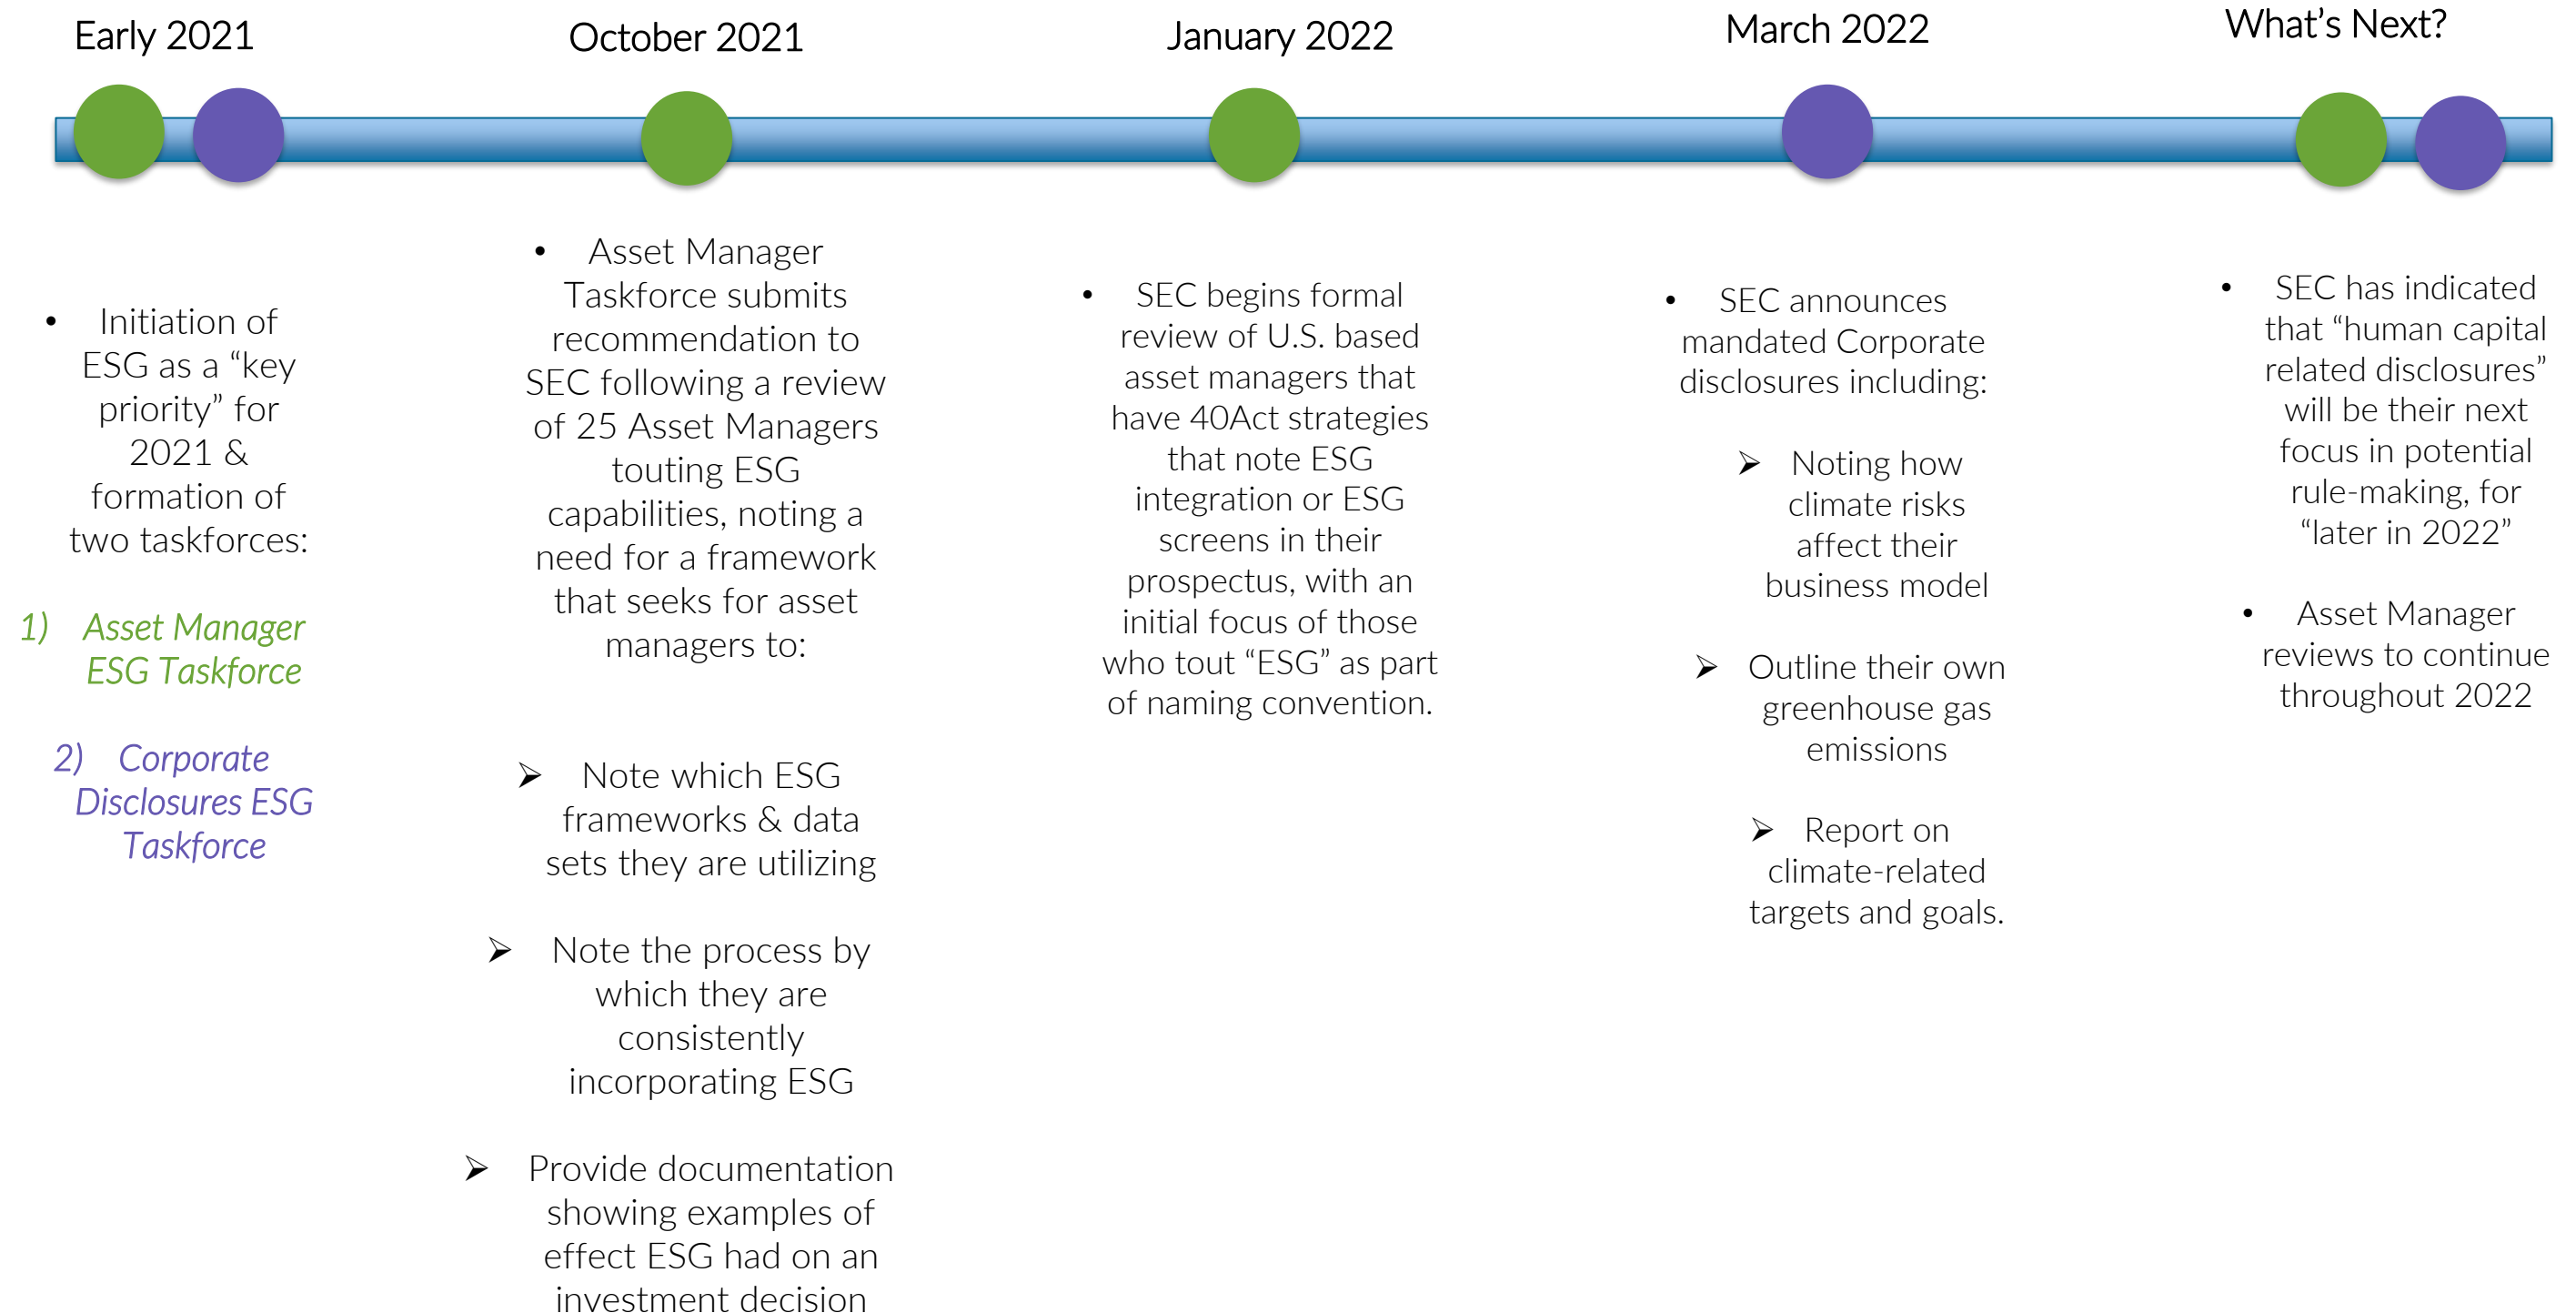 Early 2021
October 2021
January 2022
March 2022
What's Next?
• Initiation of
ESG as a “key
priority” for
2021 &
formation of
two taskforces:
1) Asset Manager
ESG Taskforce
2) Corporate
Disclosures ESG
Taskforce
• Asset Manager
Taskforce submits
recommendation to
SEC following a review
of 25 Asset Managers
touting ESG
capabilities, noting a
need for a framework
that seeks for asset
managers to:
➢ Note which ESG
frameworks & data
sets they are utilizing
➢ Note the process by
which they are
consistently
incorporating ESG
➢ Provide documentation
showing examples of
effect ESG had on an
investment decision
• SEC begins formal
review of U.S. based
asset managers that
have 40Act strategies
that note ESG
integration or ESG
screens in their
prospectus, with an
initial focus of those
who tout “ESG” as part
of naming convention.
• SEC announces
mandated Corporate
disclosures including:
➢ Noting how
climate risks
affect their
business model
➢ Outline their own
greenhouse gas
emissions
➢ Report on
climate-related
targets and goals.
• SEC has indicated
that “human capital
related disclosures”
will be their next
focus in potential
rule-making, for
“later in 2022”
• Asset Manager
reviews to continue
throughout 2022